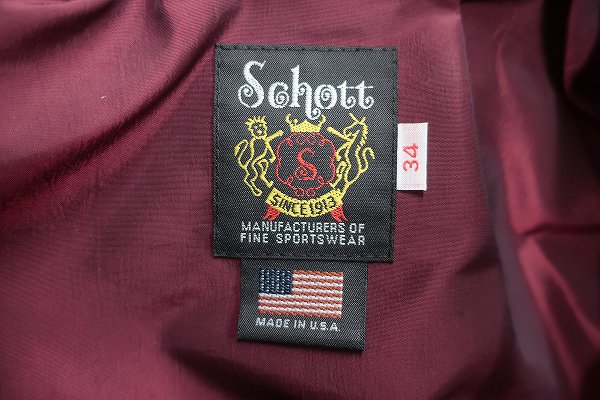 Schott
S
SINCE 1913
MANUFACTURERS OF
FINE SPORTSWEAR
34
MADE IN U.S.A.